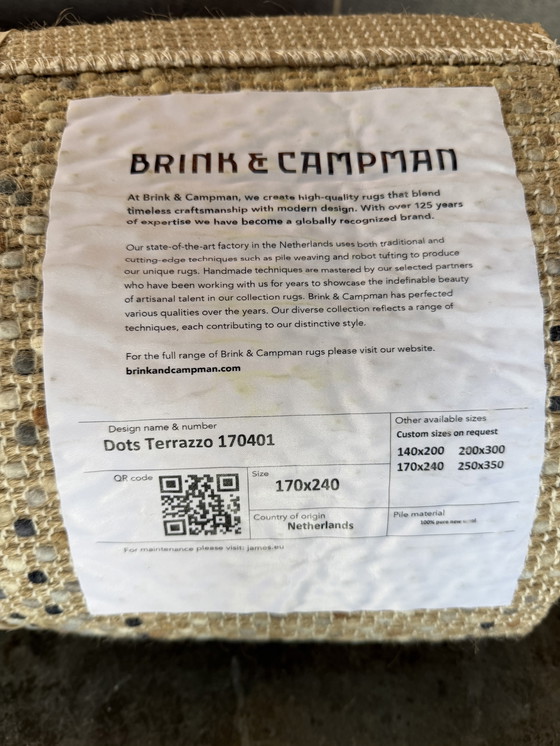 BRINK & CAMPMAN
At Brink & Campman, we create high-quality rugs that blend
timeless craftsmanship with modern design. With over 125 years
of expertise we have become a globally recognized brand.
Our state-of-the-art factory in the Netherlands uses both traditional and
cutting-edge techniques such as pile weaving and robot tufting to produce
our unique rugs. Handmade techniques are mastered by our selected partners
who have been working with us for years to showcase the indefinable beauty
of artisanal talent in our collection rugs. Brink & Campman has perfected
various qualities over the years. Our diverse collection reflects a range of
techniques, each contributing to our distinctive style.
For the full range of Brink & Campman rugs please visit our website.
brinkandcampman.com
Design name & number
Dots Terrazzo 170401
Other available sizes
Custom sizes on request
140x200 200x300
170x240 250x350
QR code
Size
170x240
Country of origin
Netherlands
Pile material
100% pure new wool
For maintenance please visit: james.eu